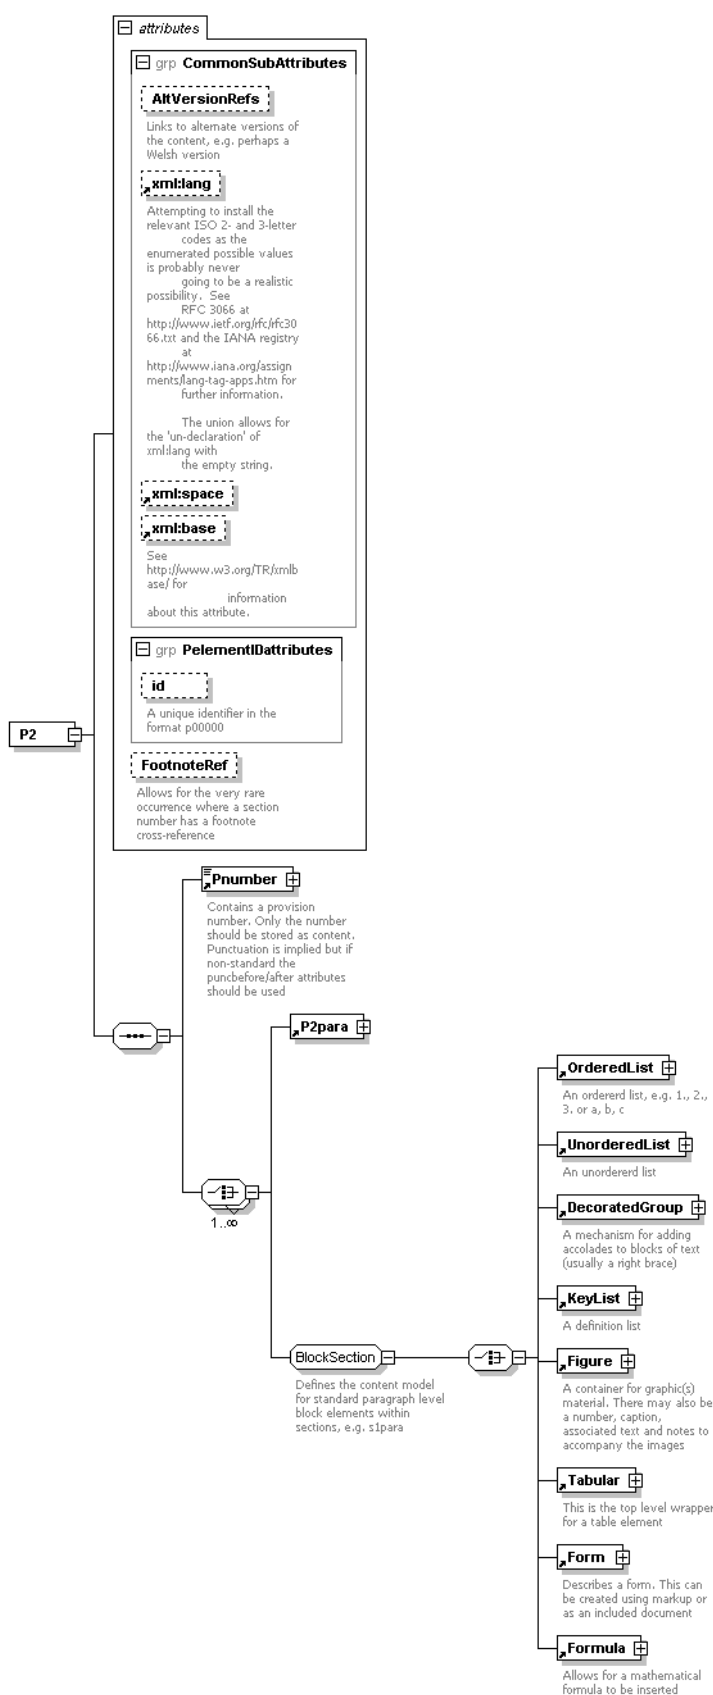 attributes
grp CommonSubAttributes
AltVersionRefs
Links to alternate versions of
the content, e.g. perhaps a
Welsh version
xml:lang
Attempting to install the
relevant ISO 2- and 3-letter
codes as the
enumerated possible values
is probably never
going to be a realistic
possibility. See
RFC 3066 at
http://www.ietf.org/rfc/rfc30
66.txt and the IANA registry
at
http://www.iana.org/assign
ments/lang-tag-apps.htm for
further information.
The union allows for
the 'un-declaration' of
xml:lang with
the empty string.
xml:space
xml:base
See
http://www.w3.org/TR/xmlb
ase/ for
information
about this attribute.
grp PelementIDattributes
id
A unique identifier in the
format p00000
P2
FootnoteRef
Allows for the very rare
occurrence where a section
number has a footnote
cross-reference
Pnumber
Contains a provision
number. Only the number
should be stored as content.
Punctuation is implied but if
non-standard the
puncbefore/after attributes
should be used
P2para
1..∞
BlockSection
Defines the content model
for standard paragraph level
block elements within
sections, e.g. s1para
OrderedList
An ordererd list, e.g. 1., 2.,
3. or a, b, c
UnorderedList
An unordererd list
DecoratedGroup
A mechanism for adding
accolades to blocks of text
(usually a right brace)
KeyList
A definition list
Figure
A container for graphic(s)
material. There may also be
a number, caption,
associated text and notes to
accompany the images
Tabular
This is the top level wrapper
for a table element
Form
Describes a form. This can
be created using markup or
as an included document
Formula
Allows for a mathematical
formula to be inserted